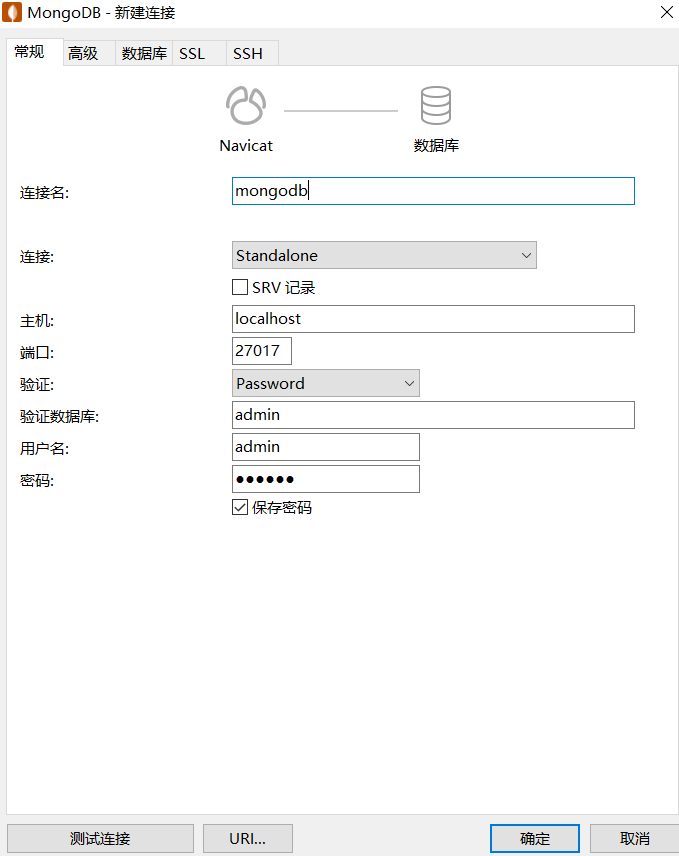 MongoDB - 新建连接
常规 高级 数据库 SSL SSH
Navicat 数据库
连接名: mongodb
连接: Standalone
SRV 记录
主机: localhost
端口: 27017
验证: Password
验证数据库: admin
用户名: admin
密码: ●●●●●●
保存密码
测试连接 URI... 确定 取消